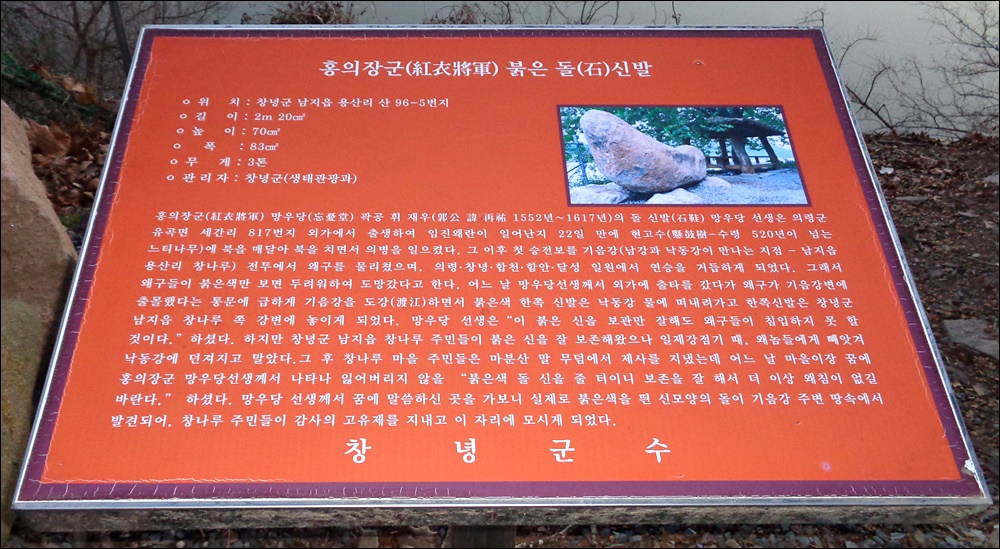 홍의장군(紅衣將軍) 붉은 돌(石)신발
ㅇ 위 치 : 창녕군 남지읍 용산리 산 96-5번지
ㅇ 길 이 : 2m 20㎠
ㅇ 높 이 : 70㎠
ㅇ 폭 : 83㎠
ㅇ 무 게 : 3톤
ㅇ 관 리 자 : 창녕군(생태관광과)
홍의장군(紅衣將軍) 망우당(忘憂堂) 곽공 휘 재우(郭公 諱 再祐 1552년~1617년)의 돌 신발(石鞋) 망우당 선생은 의령군
유곡면 세간리 817번지 외가에서 출생하여 임진왜란이 일어난지 22일 만에 현고수(懸鼓樹-수령 520년이 넘는
느티나무)에 북을 매달아 북을 치면서 의병을 일으켰다. 그 이후 첫 승전보를 기음강(남강과 낙동강이 만나는 지점 - 남지읍
용산리 창나루) 전투에서 왜구를 물리쳤으며, 의령·창녕·합천·함안·달성 일원에서 연승을 거듭하게 되었다. 그래서
왜구들이 붉은색만 보면 두려워하여 도망갔다고 한다. 어느 날 망우당선생께서 외가에 출타를 갔다가 왜구가 기음강변에
출몰했다는 통문에 급하게 기음강을 도강(渡江)하면서 붉은색 한쪽 신발은 낙동강 물에 떠내려가고 한쪽신발은 창녕군
남지읍 창나루 쪽 강변에 놓이게 되었다. 망우당 선생은 “이 붉은 신을 보관만 잘해도 왜구들이 침입하지 못 할
것이다.” 하셨다. 하지만 창녕군 남지읍 창나루 주민들이 붉은 신을 잘 보존해왔으나 일제강점기 때, 왜놈들에게 빼앗겨
낙동강에 던져지고 말았다.그 후 창나루 마을 주민들은 마분산 말 무덤에서 제사를 지냈는데 어느 날 마을이장 꿈에
홍의장군 망우당선생께서 나타나 잃어버리지 않을 “붉은색 돌 신을 줄 터이니 보존을 잘 해서 더 이상 왜침이 없길
바란다.” 하셨다. 망우당 선생께서 꿈에 말씀하신 곳을 가보니 실제로 붉은색을 띈 신모양의 돌이 기음강 주변 땅속에서
발견되어, 창나루 주민들이 감사의 고유제를 지내고 이 자리에 모시게 되었다.
창 녕 군 수